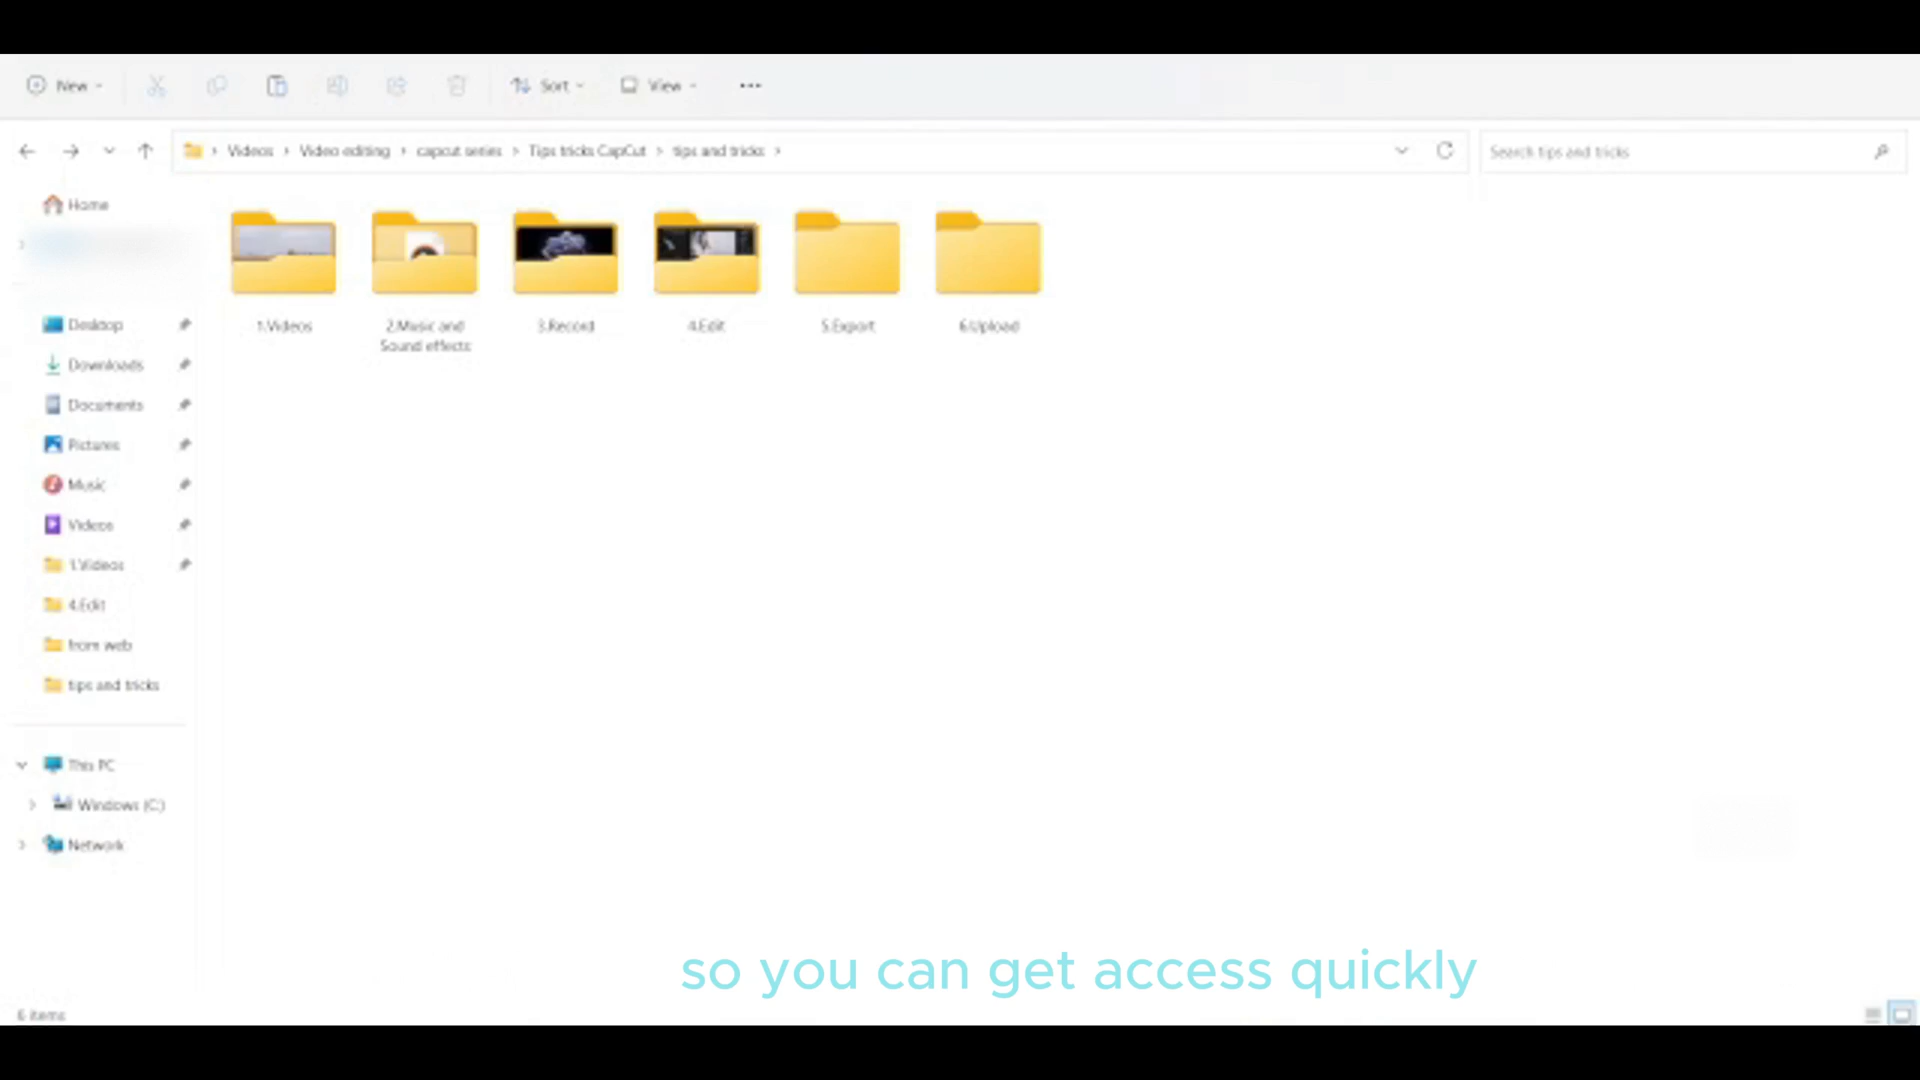 New
Sort
View
Videos
Video editing
capcut series
Tips tricks CapCut
tips and tricks
Search tips and tricks
Home
Desktop
Downloads
Documents
Pictures
Music
Videos
1.Videos
4.Edit
from web
tips and tricks
This PC
Windows (C:)
Network
1.Videos
2.Music and
Sound effects
3.Record
4.Edit
5.Export
6.Upload
so you can get access quickly
6 items